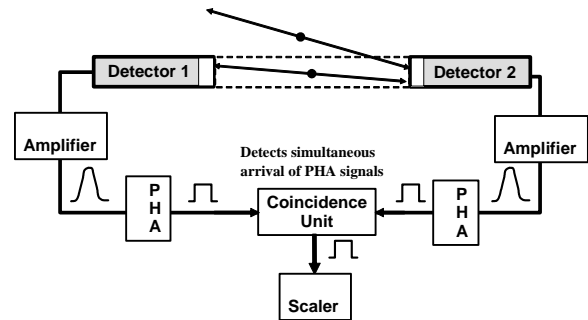 Detector 1
Detector 2
Amplifier
Amplifier
Detects simultaneous
arrival of PHA signals
P
H
A
Coincidence
Unit
P
H
A
Scaler